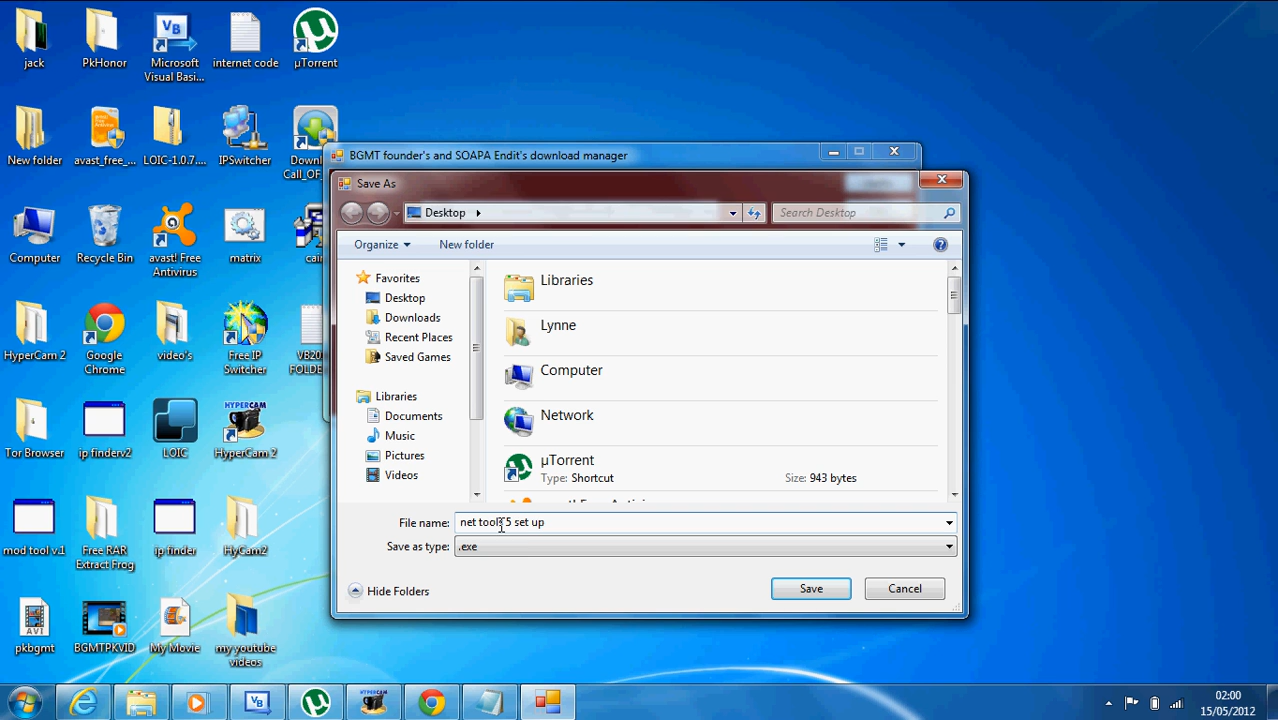 jack
PkHonor
Microsoft
Visual Basi...
internet code
µTorrent
New folder
avast_free_...
LOIC-1.0.7....
IPSwitcher
Downl
Call_OF_
Computer
Recycle Bin
avast! Free
Antivirus
matrix
cain
HyperCam 2
Google
Chrome
video's
Free IP
Switcher
VB20
FOLDE
Tor Browser
ip finderv2
LOIC
HyperCam 2
mod tool v.1
Free RAR
Extract Frog
ip finder
HyCam2
pkbgmt
BGMTPKVID
My Movie
my youtube
videos
BGMT founder's and SOAPA Endit's download manager
Save As
Desktop
Search Desktop
Organize
New folder
Favorites
Desktop
Downloads
Recent Places
Saved Games
Libraries
Documents
Music
Pictures
Videos
Libraries
Lynne
Computer
Network
µTorrent
Type: Shortcut
Size: 943 bytes
File name:
net tools 5 set up
Save as type:
.exe
Hide Folders
Save
Cancel
02:00
15/05/2012